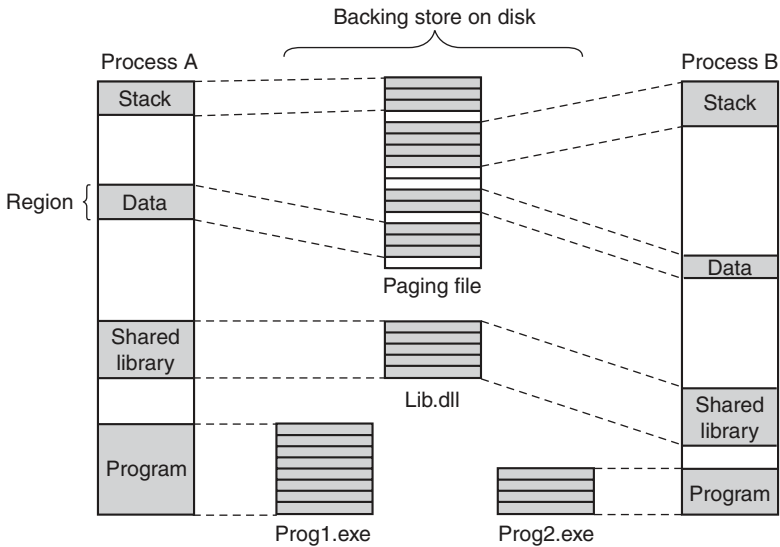 Backing store on disk
Process A
Process B
Stack
Stack
Region
Data
Data
Paging file
Shared
library
Lib.dll
Shared
library
Program
Program
Prog1.exe
Prog2.exe